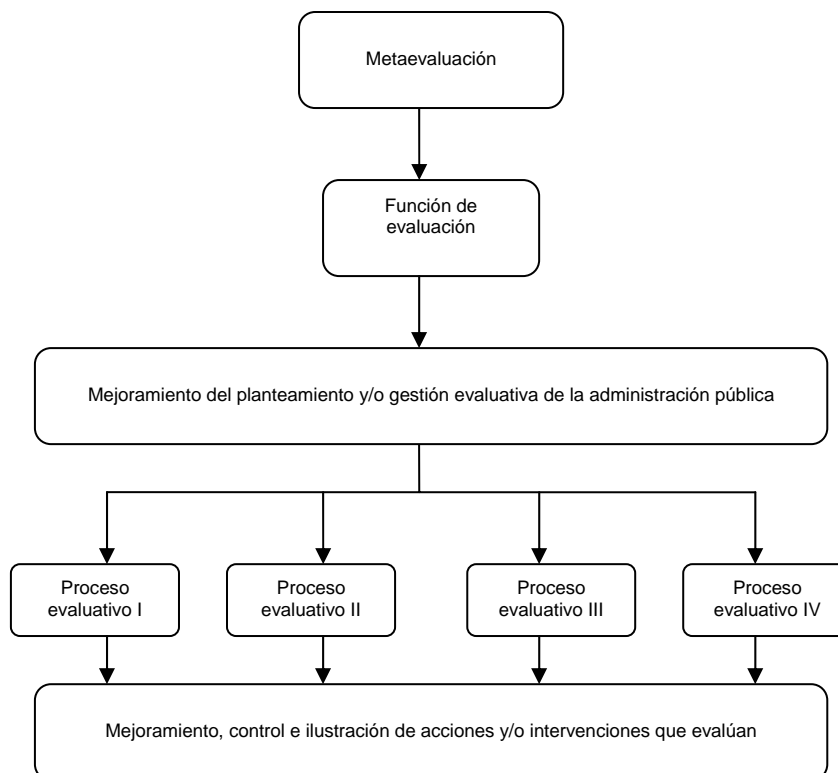 Metaevaluación
Función de
evaluación
Mejoramiento del planteamiento y/o gestión evaluativa de la administración pública
Proceso
evaluativo I
Proceso
evaluativo II
Proceso
evaluativo III
Proceso
evaluativo IV
Mejoramiento, control e ilustración de acciones y/o intervenciones que evalúan